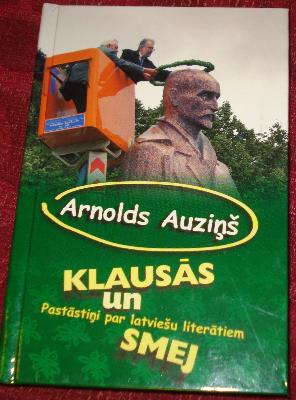 Arnolds Auziņš
KLAUSĀS
un
Pastāstiņi par latviešu literātiem
SMEJ